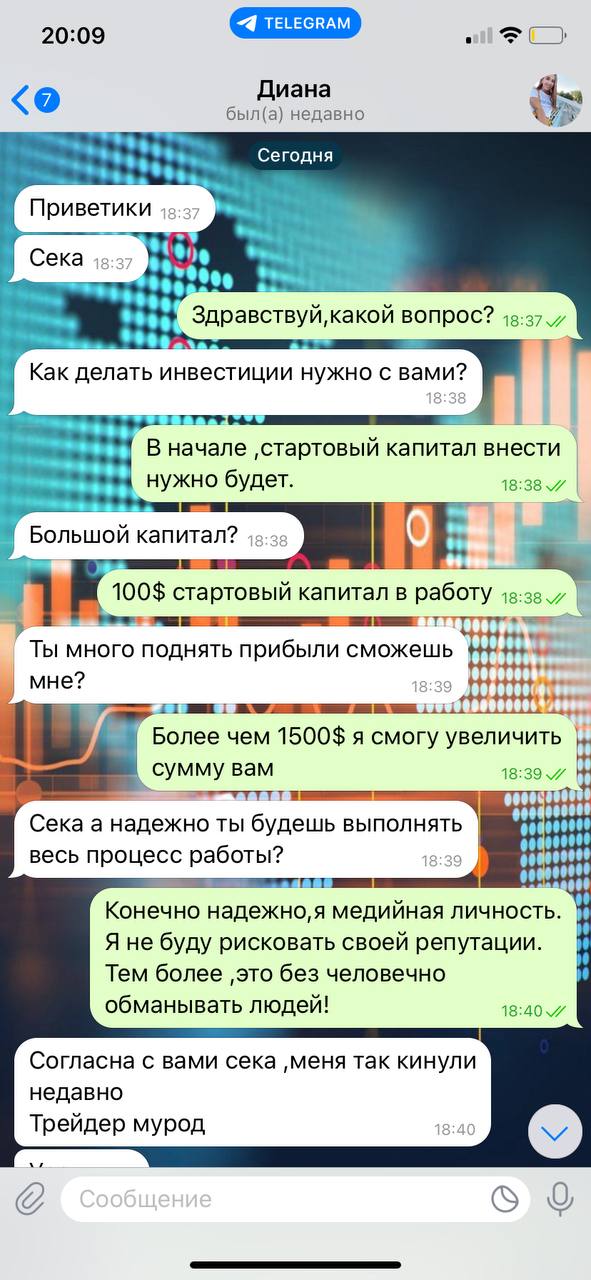 20:09
TELEGRAM
7
Диана
был(а) недавно
Сегодня
Приветики 18:37
Сека 18:37
Здравствуй,какой вопрос? 18:37
Как делать инвестиции нужно с вами?
18:38
В начале ,стартовый капитал внести
нужно будет. 18:38
Большой капитал? 18:38
100$ стартовый капитал в работу 18:38
Ты много поднять прибыли сможешь
мне? 18:39
Более чем 1500$ я смогу увеличить
сумму вам 18:39
Сека а надежно ты будешь выполнять
весь процесс работы? 18:39
Конечно надежно,я медийная личность.
Я не буду рисковать своей репутации.
Тем более ,это без человечно
обманывать людей! 18:40
Согласна с вами сека ,меня так кинули
недавно
Трейдер мурод 18:40
Сообщение